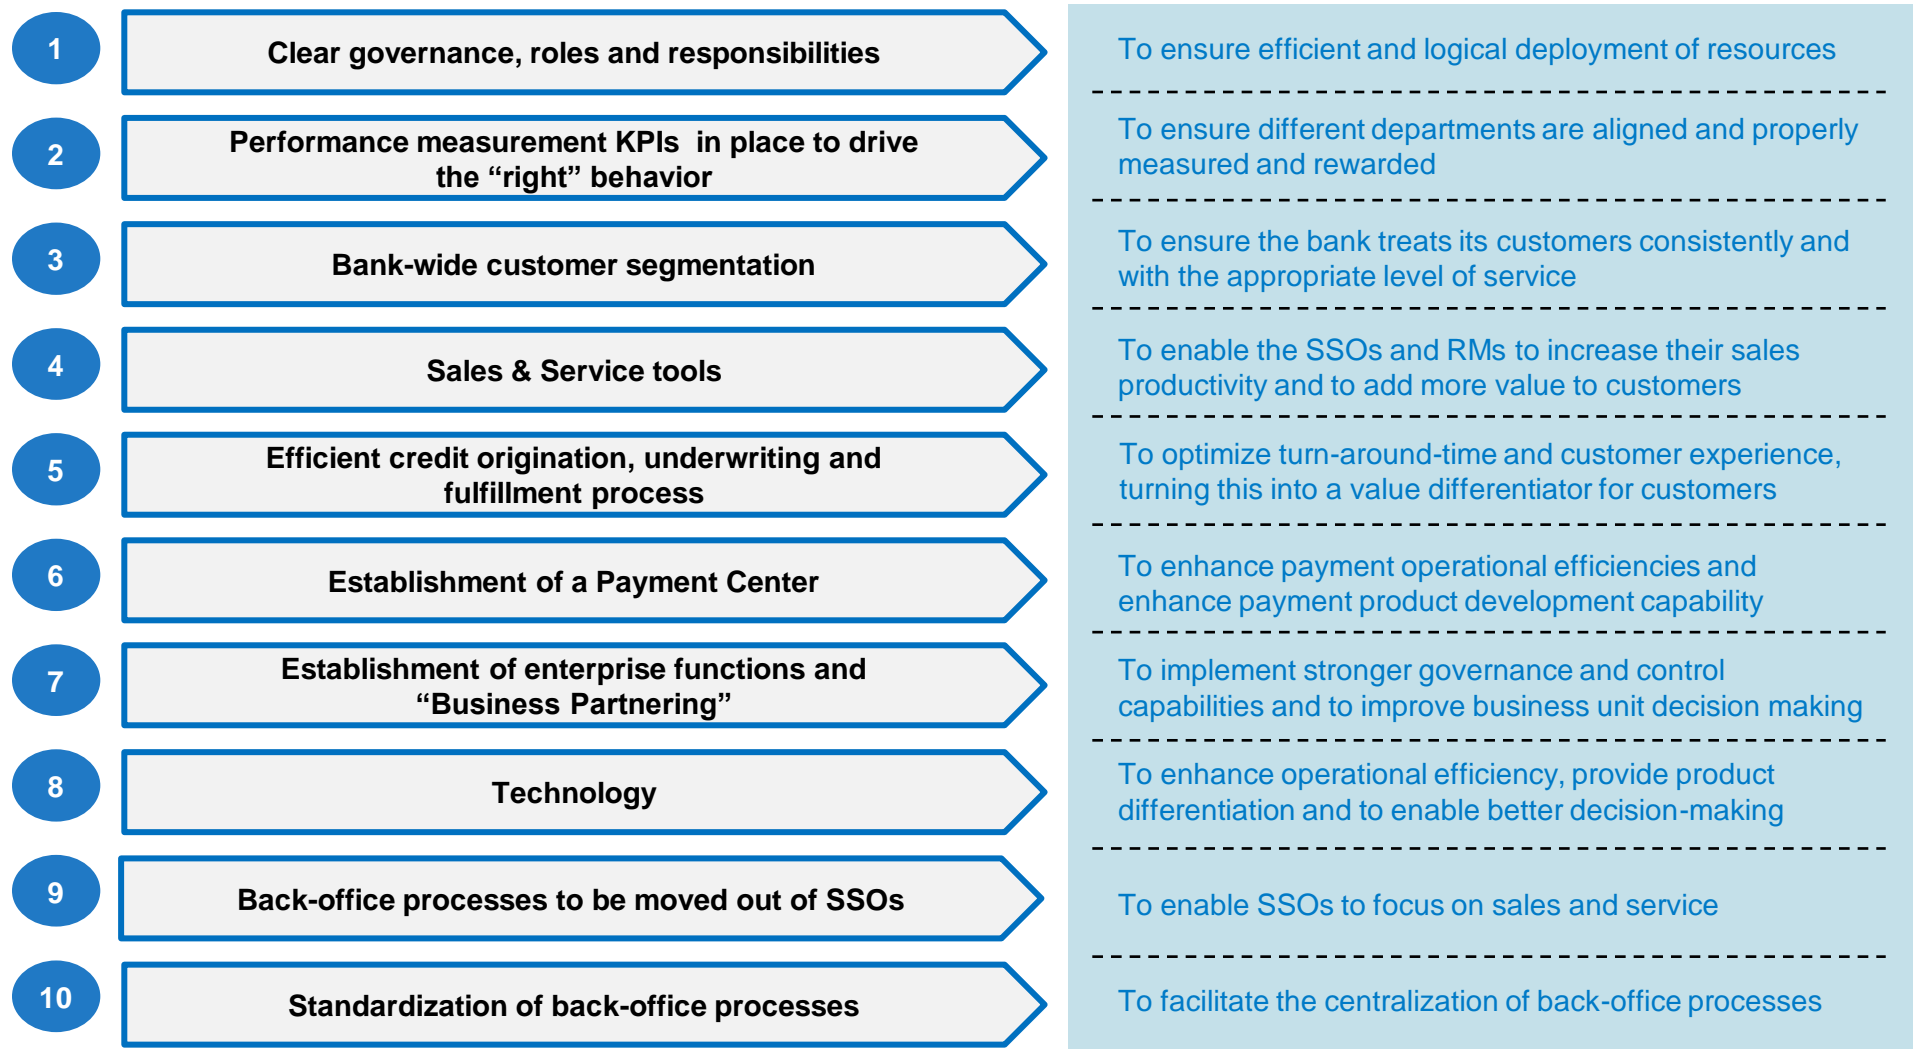 1
Clear governance, roles and responsibilities
To ensure efficient and logical deployment of resources
2
Performance measurement KPIs in place to drive
the “right” behavior
To ensure different departments are aligned and properly
measured and rewarded
3
Bank-wide customer segmentation
To ensure the bank treats its customers consistently and
with the appropriate level of service
4
Sales & Service tools
To enable the SSOs and RMs to increase their sales
productivity and to add more value to customers
5
Efficient credit origination, underwriting and
fulfillment process
To optimize turn-around-time and customer experience,
turning this into a value differentiator for customers
6
Establishment of a Payment Center
To enhance payment operational efficiencies and
enhance payment product development capability
7
Establishment of enterprise functions and
“Business Partnering”
To implement stronger governance and control
capabilities and to improve business unit decision making
8
Technology
To enhance operational efficiency, provide product
differentiation and to enable better decision-making
9
Back-office processes to be moved out of SSOs
To enable SSOs to focus on sales and service
10
Standardization of back-office processes
To facilitate the centralization of back-office processes